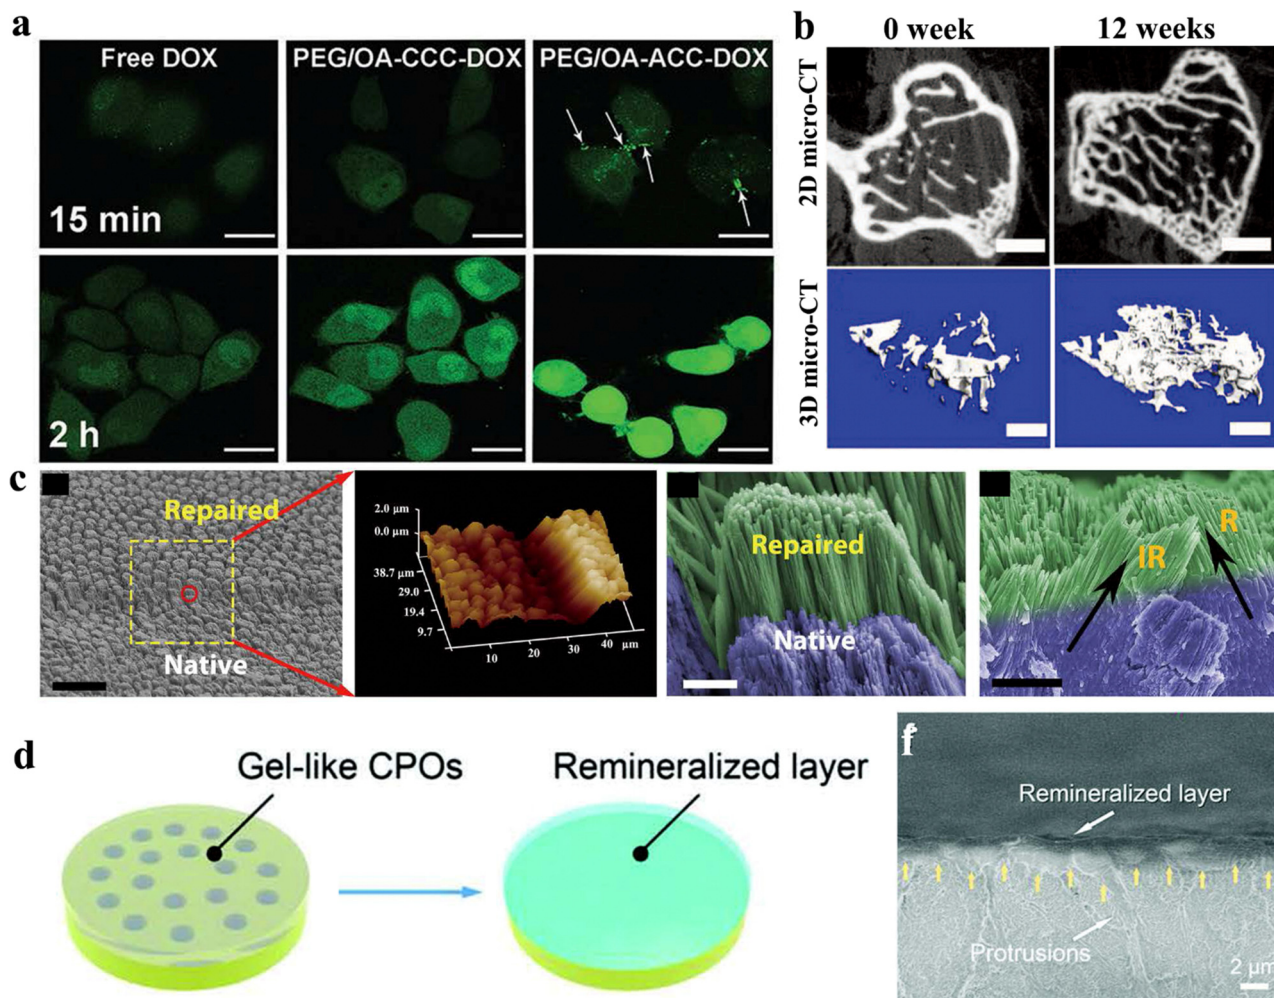 a
Free DOX
PEG/OA-CCC-DOX
PEG/OA-ACC-DOX
15 min
2 h
b
0 week
12 weeks
2D micro-CT
3D micro-CT
c
Repaired
Native
2.0 µm
0.0 µm
38.7 µm
29.0
19.4
9.7
10
20
30
40
µm
Repaired
Native
IR
R
d
Gel-like CPOs
Remineralized layer
f
Remineralized layer
Protrusions
2 µm